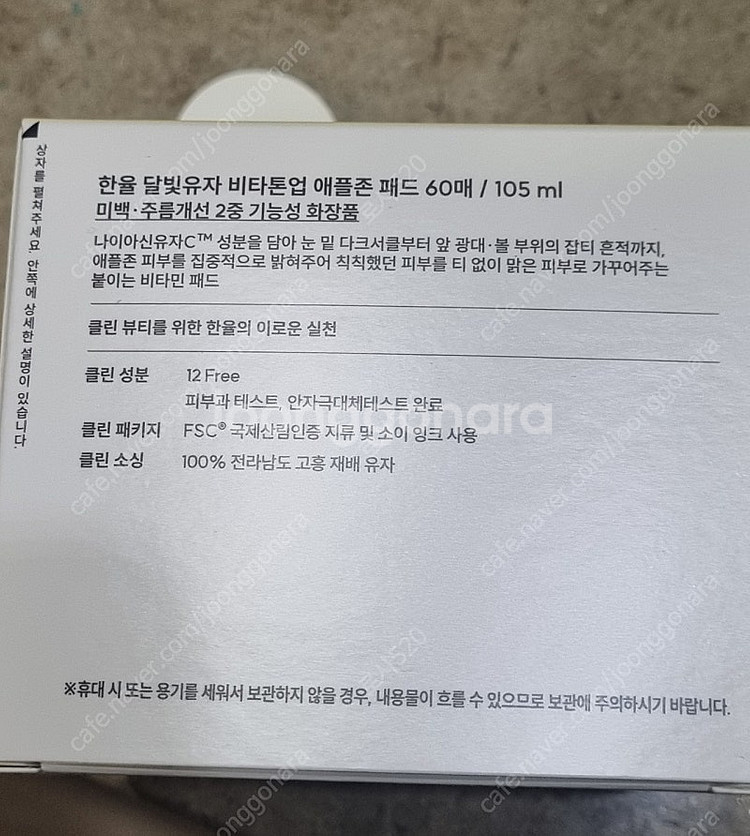 상자를 펼쳐주세요. 안쪽에 상세한 설명이 있습니다.
한율 달빛유자 비타톤업 애플존 패드 60매 / 105 ml
미백·주름개선 2중 기능성 화장품
나이아신유자C™ 성분을 담아 눈 밑 다크서클부터 앞 광대·볼 부위의 잡티 흔적까지,
애플존 피부를 집중적으로 밝혀주어 칙칙했던 피부를 티 없이 맑은 피부로 가꾸어주는
붙이는 비타민 패드
클린 뷰티를 위한 한율의 이로운 실천
클린 성분 12 Free
피부과 테스트, 안자극대체테스트 완료
클린 패키지 FSC® 국제산림인증 지류 및 소이 잉크 사용
클린 소싱 100% 전라남도 고흥 재배 유자
※휴대 시 또는 용기를 세워서 보관하지 않을 경우, 내용물이 흐를 수 있으므로 보관에 주의하시기 바랍니다.
joonggonara
cafe.naver.com/joonggonara